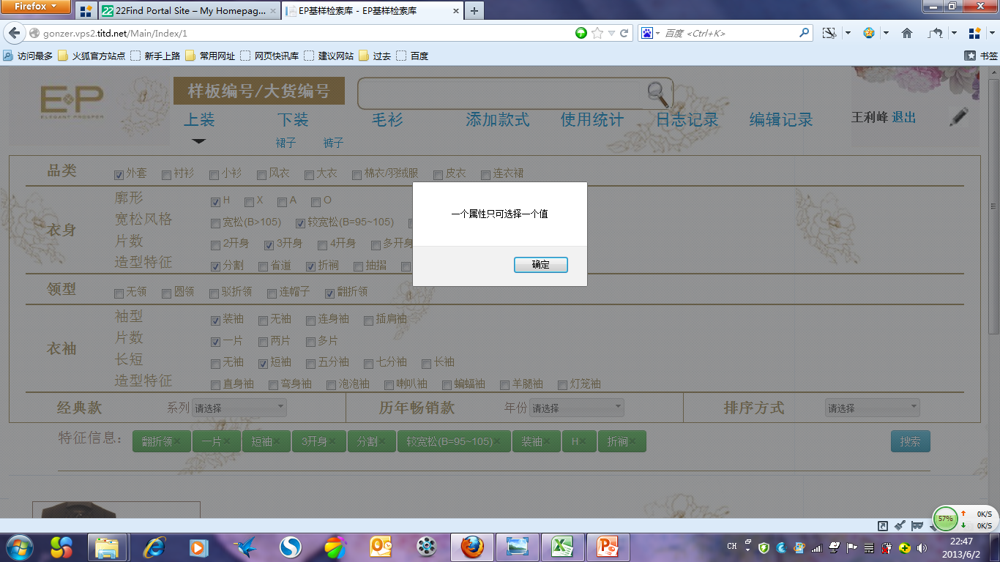 Firefox
22Find Portal Site – My Homepag...
EP基样检索库 - EP基样检索库
gonzer.vps2.titd.net/Main/Index/1
百度 <Ctrl+K>
访问最多 火狐官方站点 新手上路 常用网址 网页快讯库 建议网站 过去 百度
书签
E P
ELEGANT PROSPER
样板编号/大货编号
上装 下装 毛衫 添加款式 使用统计 日志记录 编辑记录
王利峰 退出
裙子 裤子
品类 外套 衬衫 小衫 风衣 大衣 棉衣/羽绒服 皮衣 连衣裙
衣身
廓形 H X A O
宽松风格 宽松(B>105) 较宽松(B=95~105)
片数 2开身 3开身 4开身 多开身
造型特征 分割 省道 折裥 抽摺
一个属性只可选择一个值
确定
领型 无领 圆领 驳折领 连帽子 翻折领
衣袖
袖型 装袖 无袖 连身袖 插肩袖
片数 一片 两片 多片
长短 无袖 短袖 五分袖 七分袖 长袖
造型特征 直身袖 弯身袖 泡泡袖 喇叭袖 蝙蝠袖 羊腿袖 灯笼袖
经典款 系列 请选择 历年畅销款 年份 请选择 排序方式 请选择
特征信息： 翻折领× 一片× 短袖× 3开身× 分割× 较宽松(B=95~105)× 装袖× H× 折裥× 搜索
57% 0K/S
0K/S
CH
22:47
2013/6/2